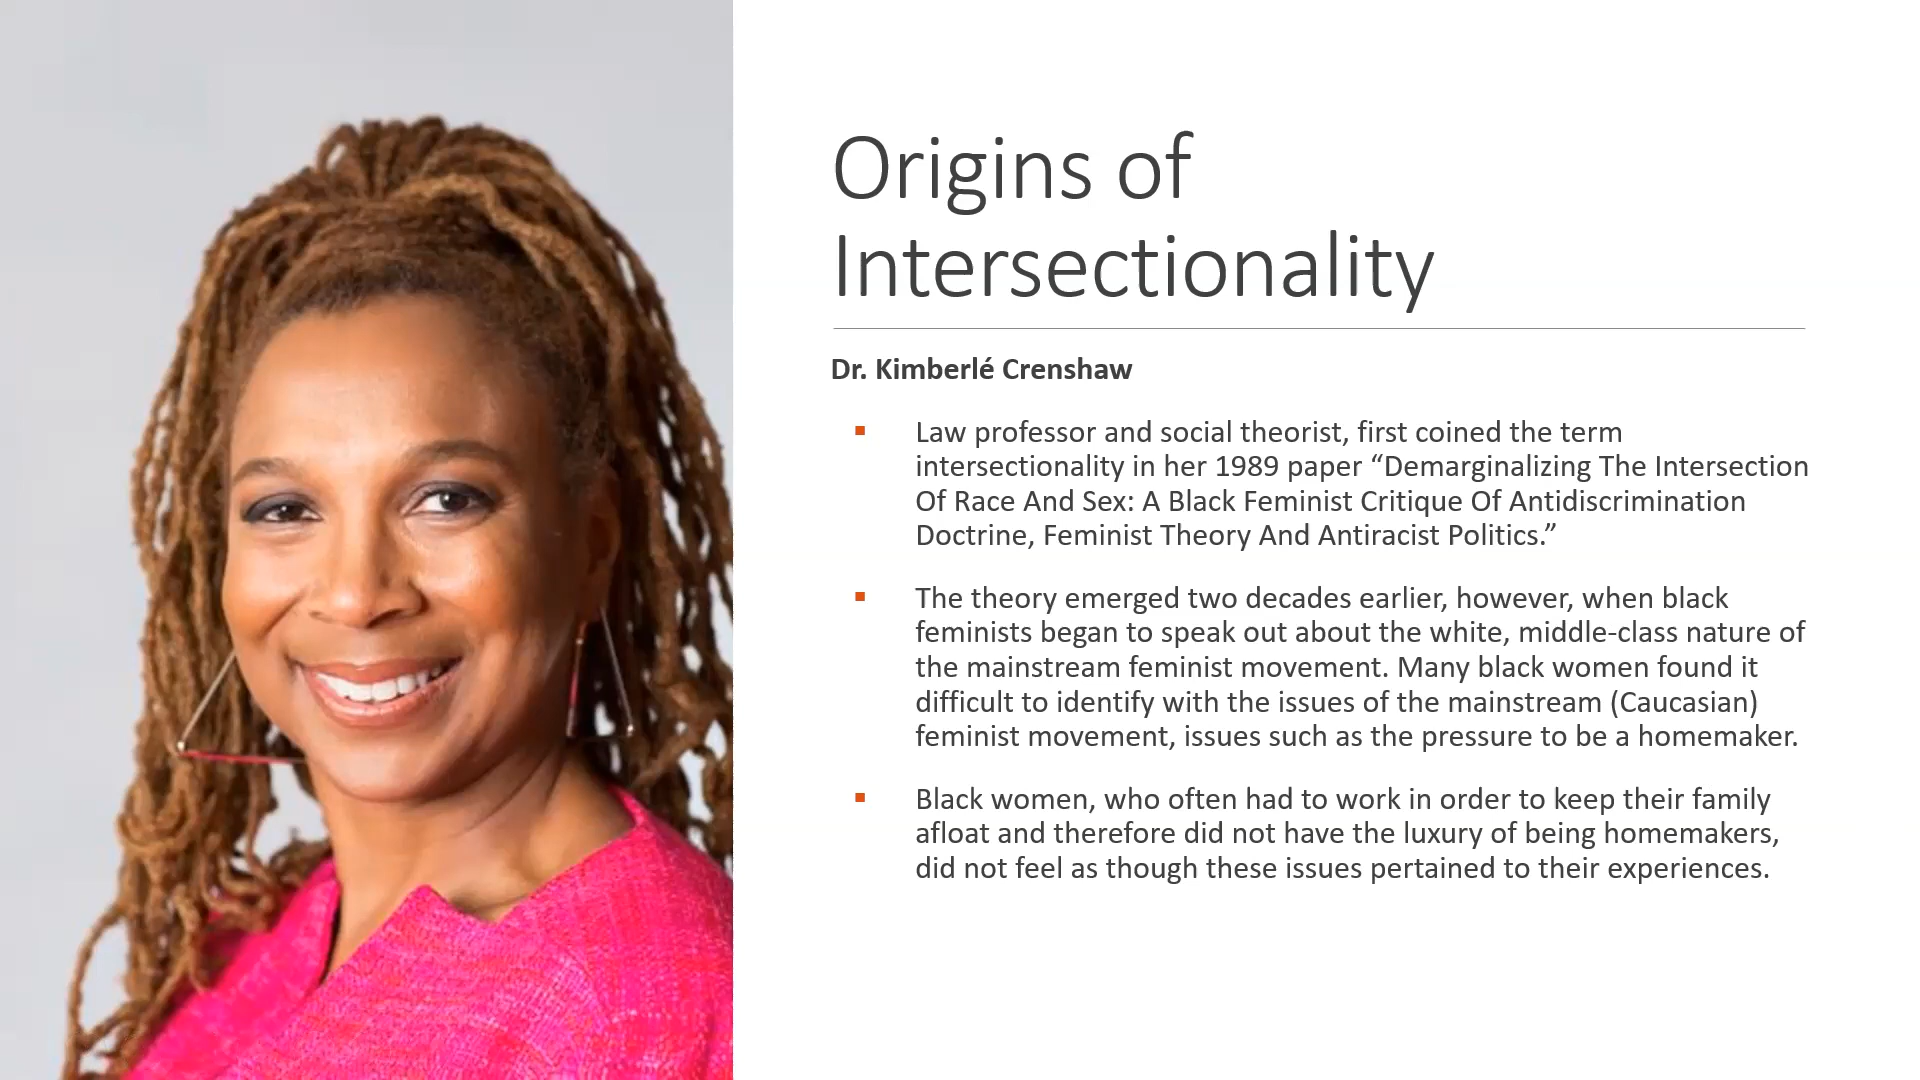 Origins of
Intersectionality
Dr. Kimberlé Crenshaw
Law professor and social theorist, first coined the term
intersectionality in her 1989 paper “Demarginalizing The Intersection
Of Race And Sex: A Black Feminist Critique Of Antidiscrimination
Doctrine, Feminist Theory And Antiracist Politics.”
The theory emerged two decades earlier, however, when black
feminists began to speak out about the white, middle-class nature of
the mainstream feminist movement. Many black women found it
difficult to identify with the issues of the mainstream (Caucasian)
feminist movement, issues such as the pressure to be a homemaker.
Black women, who often had to work in order to keep their family
afloat and therefore did not have the luxury of being homemakers,
did not feel as though these issues pertained to their experiences.